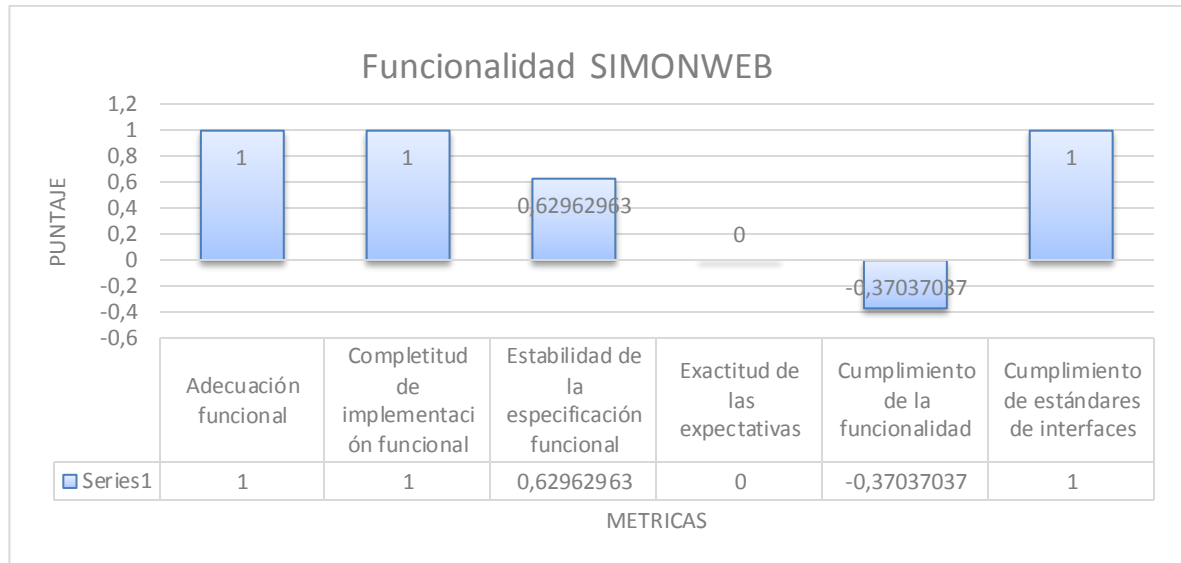 Funcionalidad SIMONWEB
PUNTAJE
1,2
1
0,8
0,6
0,4
0,2
0
-0,2
-0,4
-0,6
1
1
0,62962963
0
-0,37037037
1
Adecuación
funcional
Completitud
de
implementaci
ón funcional
Estabilidad de
la
especificación
funcional
Exactitud de
las
expectativas
Cumplimiento
de la
funcionalidad
Cumplimiento
de estándares
de interfaces
Series1 1 1 0,62962963 0 -0,37037037 1
METRICAS